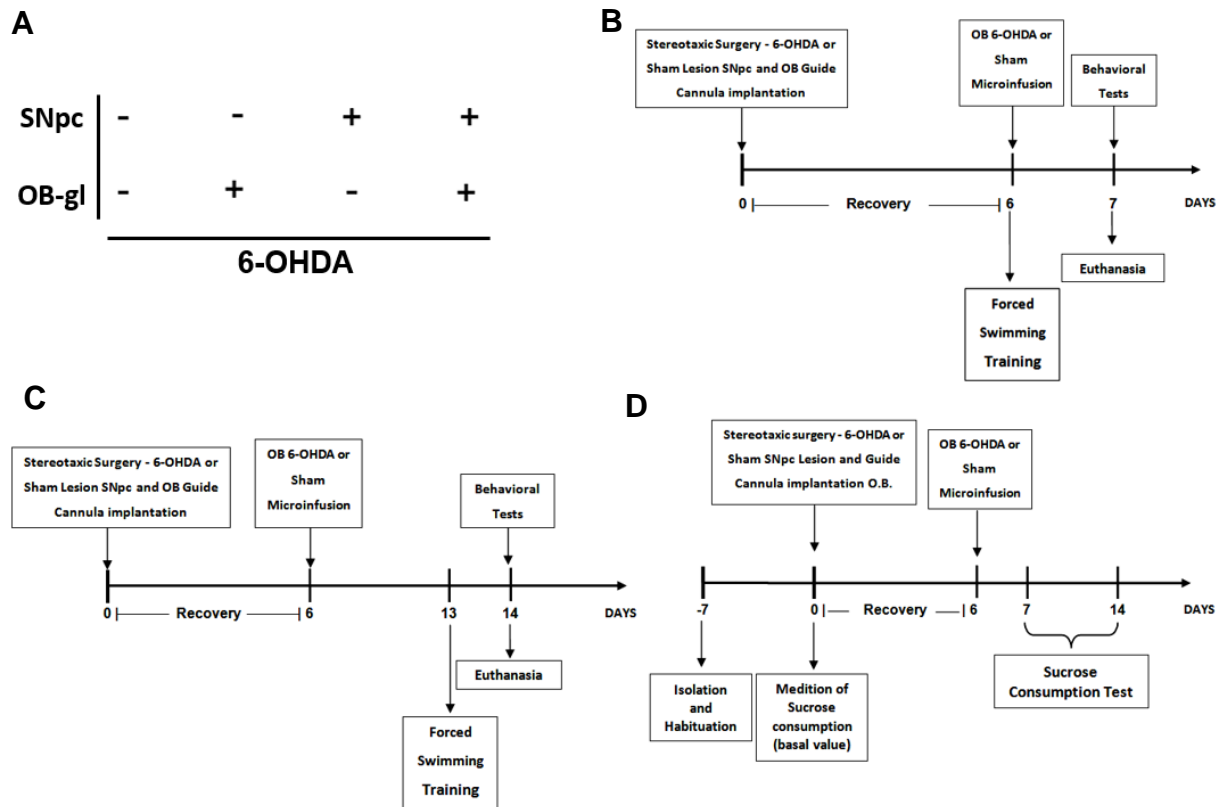 A
SNpc - - + +
OB-gl - + - +
6-OHDA
B
Stereotaxic Surgery - 6-OHDA or
Sham Lesion SNpc and OB Guide
Cannula implantation
OB 6-OHDA or
Sham
Microinfusion
Behavioral
Tests
0 Recovery 6 7 DAYS
Euthanasia
Forced
Swimming
Training
C
Stereotaxic Surgery - 6-OHDA or
Sham Lesion SNpc and OB Guide
Cannula implantation
OB 6-OHDA or
Sham
Microinfusion
Behavioral
Tests
0 Recovery 6 13 14 DAYS
Euthanasia
Forced
Swimming
Training
D
Stereotaxic surgery - 6-OHDA or
Sham SNpc Lesion and Guide
Cannula implantation O.B.
OB 6-OHDA or
Sham
Microinfusion
-7 0 Recovery 6 7 14 DAYS
Isolation
and
Habituation
Medition of
Sucrose
consumption
(basal value)
Sucrose
Consumption Test